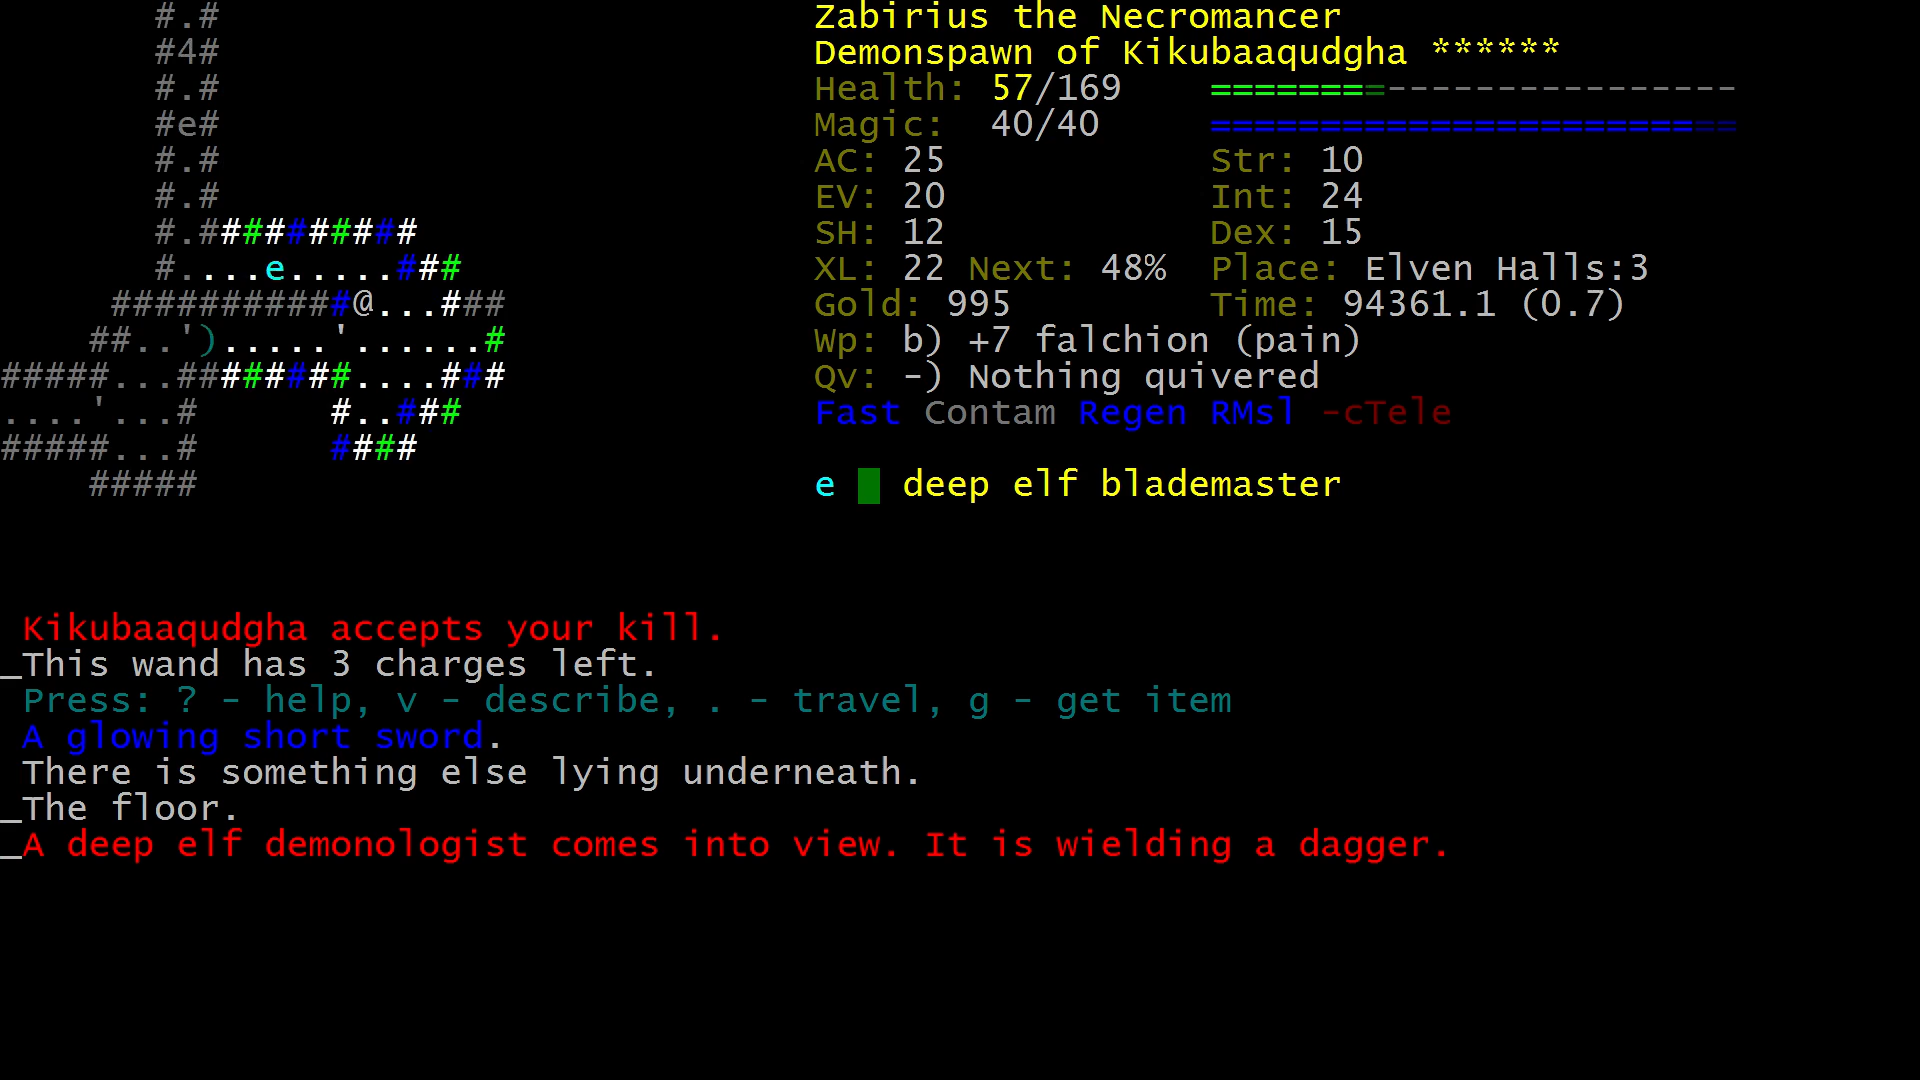 #.# Zabirius the Necromancer
#4# Demonspawn of Kikubaaqudgha ******
#.# Health: 57/169 ========----------------
#e# Magic: 40/40 ========================
#.# AC: 25 Str: 10
#.# EV: 20 Int: 24
#.########## SH: 12 Dex: 15
#.....e.....### XL: 22 Next: 48% Place: Elven Halls:3
###########@...### Gold: 995 Time: 94361.1 (0.7)
##..').....'......# Wp: b) +7 falchion (pain)
#####...########....### Qv: -) Nothing quivered
....'...# #..### Fast Contam Regen RMsl -cTele
#####...# ####
##### e deep elf blademaster
Kikubaaqudgha accepts your kill.
_This wand has 3 charges left.
Press: ? - help, v - describe, . - travel, g - get item
A glowing short sword.
There is something else lying underneath.
_The floor.
_A deep elf demonologist comes into view. It is wielding a dagger.